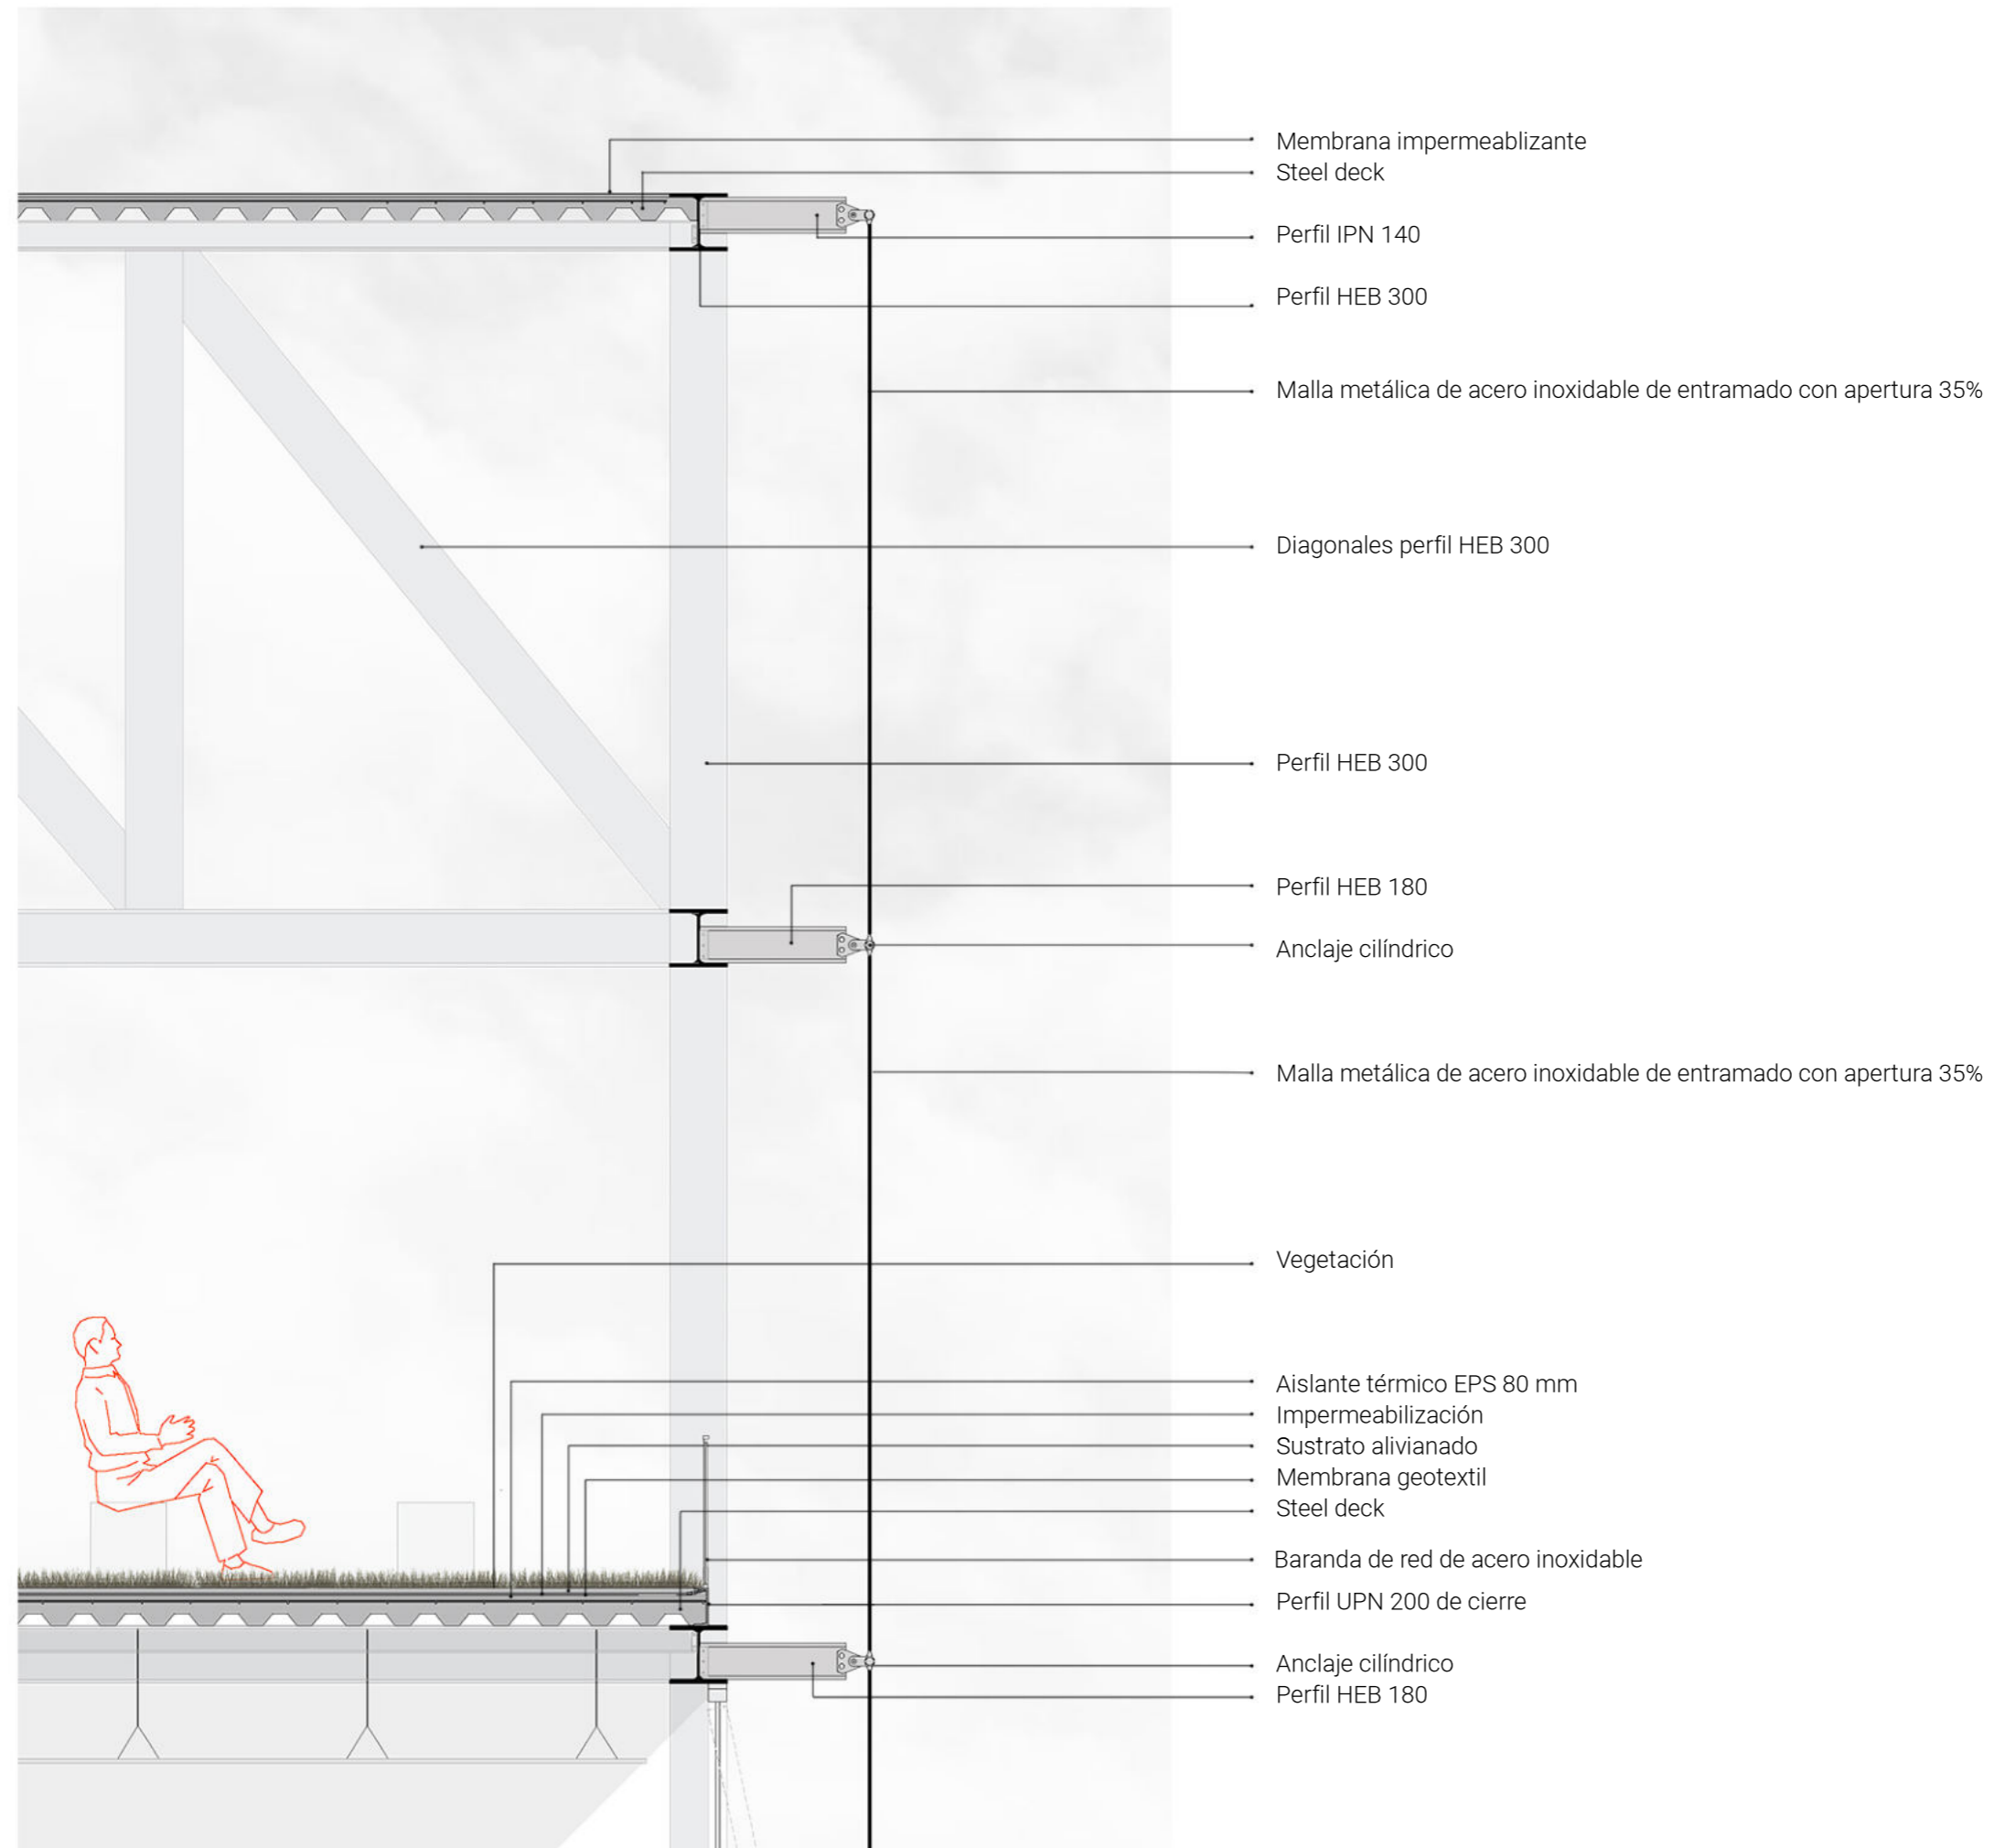 Membrana impermeablizante
Steel deck
Perfil IPN 140
Perfil HEB 300
Malla metálica de acero inoxidable de entramado con apertura 35%
Diagonales perfil HEB 300
Perfil HEB 300
Perfil HEB 180
Anclaje cilíndrico
Malla metálica de acero inoxidable de entramado con apertura 35%
Vegetación
Aislante térmico EPS 80 mm
Impermeabilización
Sustrato alivianado
Membrana geotextil
Steel deck
Baranda de red de acero inoxidable
Perfil UPN 200 de cierre
Anclaje cilíndrico
Perfil HEB 180